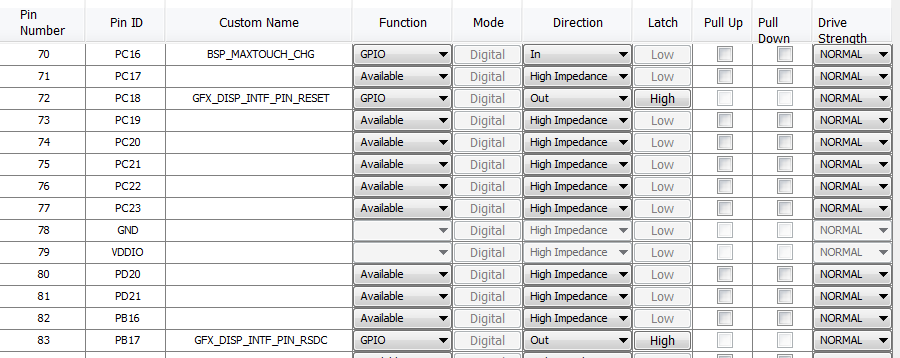 Pin Number Pin ID Custom Name Function Mode Direction Latch Pull Up Pull Down Drive Strength
70 PC16 BSP_MAXTOUCH_CHG GPIO Digital In Low NORMAL
71 PC17 Available Digital High Impedance Low NORMAL
72 PC18 GFX_DISP_INTF_PIN_RESET GPIO Digital Out High NORMAL
73 PC19 Available Digital High Impedance Low NORMAL
74 PC20 Available Digital High Impedance Low NORMAL
75 PC21 Available Digital High Impedance Low NORMAL
76 PC22 Available Digital High Impedance Low NORMAL
77 PC23 Available Digital High Impedance Low NORMAL
78 GND Digital High Impedance Low NORMAL
79 VDDIO Digital High Impedance Low NORMAL
80 PD20 Available Digital High Impedance Low NORMAL
81 PD21 Available Digital High Impedance Low NORMAL
82 PB16 Available Digital High Impedance Low NORMAL
83 PB17 GFX_DISP_INTF_PIN_RSDC GPIO Digital Out High NORMAL